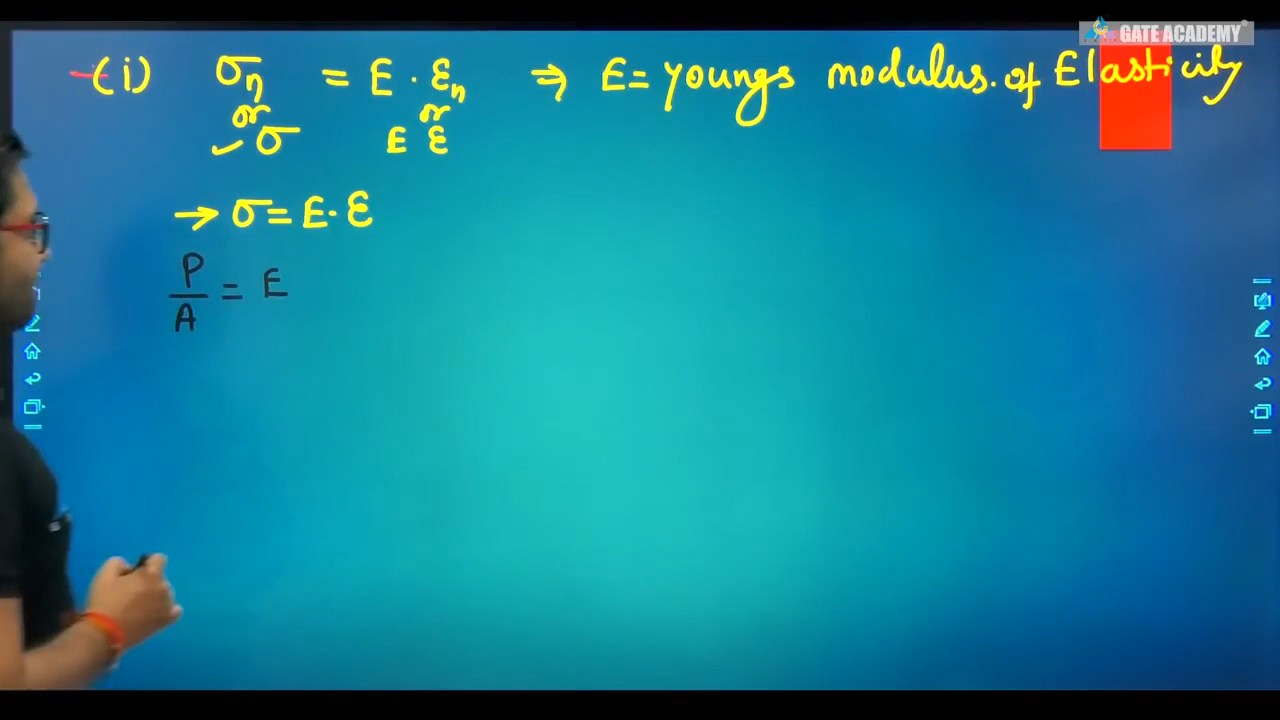 GATE ACADEMY®
(i) σₙ = E · εₙ ⇒ E = youngs modulus. of Elasticity
or or
σ E ε
→ σ = E · ε
P/A = E